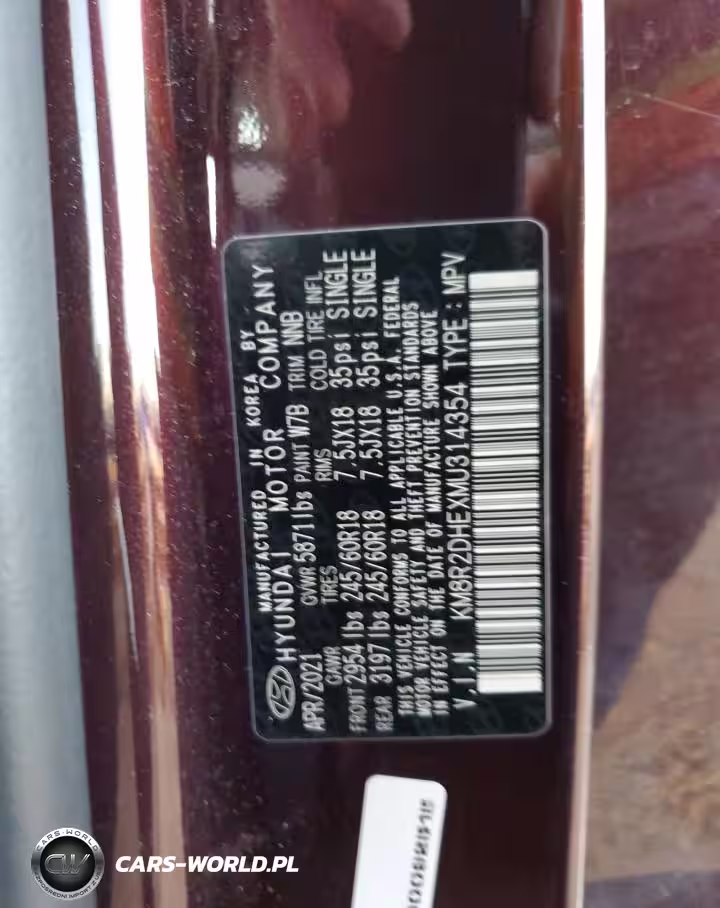 MANUFACTURED IN KOREA BY
HYUNDAI MOTOR COMPANY
APR/2021 GVWR 5871lbs PAINT W7B TRIM NNB
GAWR TIRES RIMS COLD TIRE INFL
FRONT 2954 lbs 245/60R18 7.5JX18 35psi SINGLE
REAR 3197 lbs 245/60R18 7.5JX18 35psi SINGLE
THIS VEHICLE CONFORMS TO ALL APPLICABLE U.S.A. FEDERAL
MOTOR VEHICLE SAFETY AND THEFT PREVENTION STANDARDS
IN EFFECT ON THE DATE OF MANUFACTURE SHOWN ABOVE
V.I.N KM8R2DHEXMU314354 TYPE : MPV
CARS-WORLD
CW
CARS-WORLD.PL